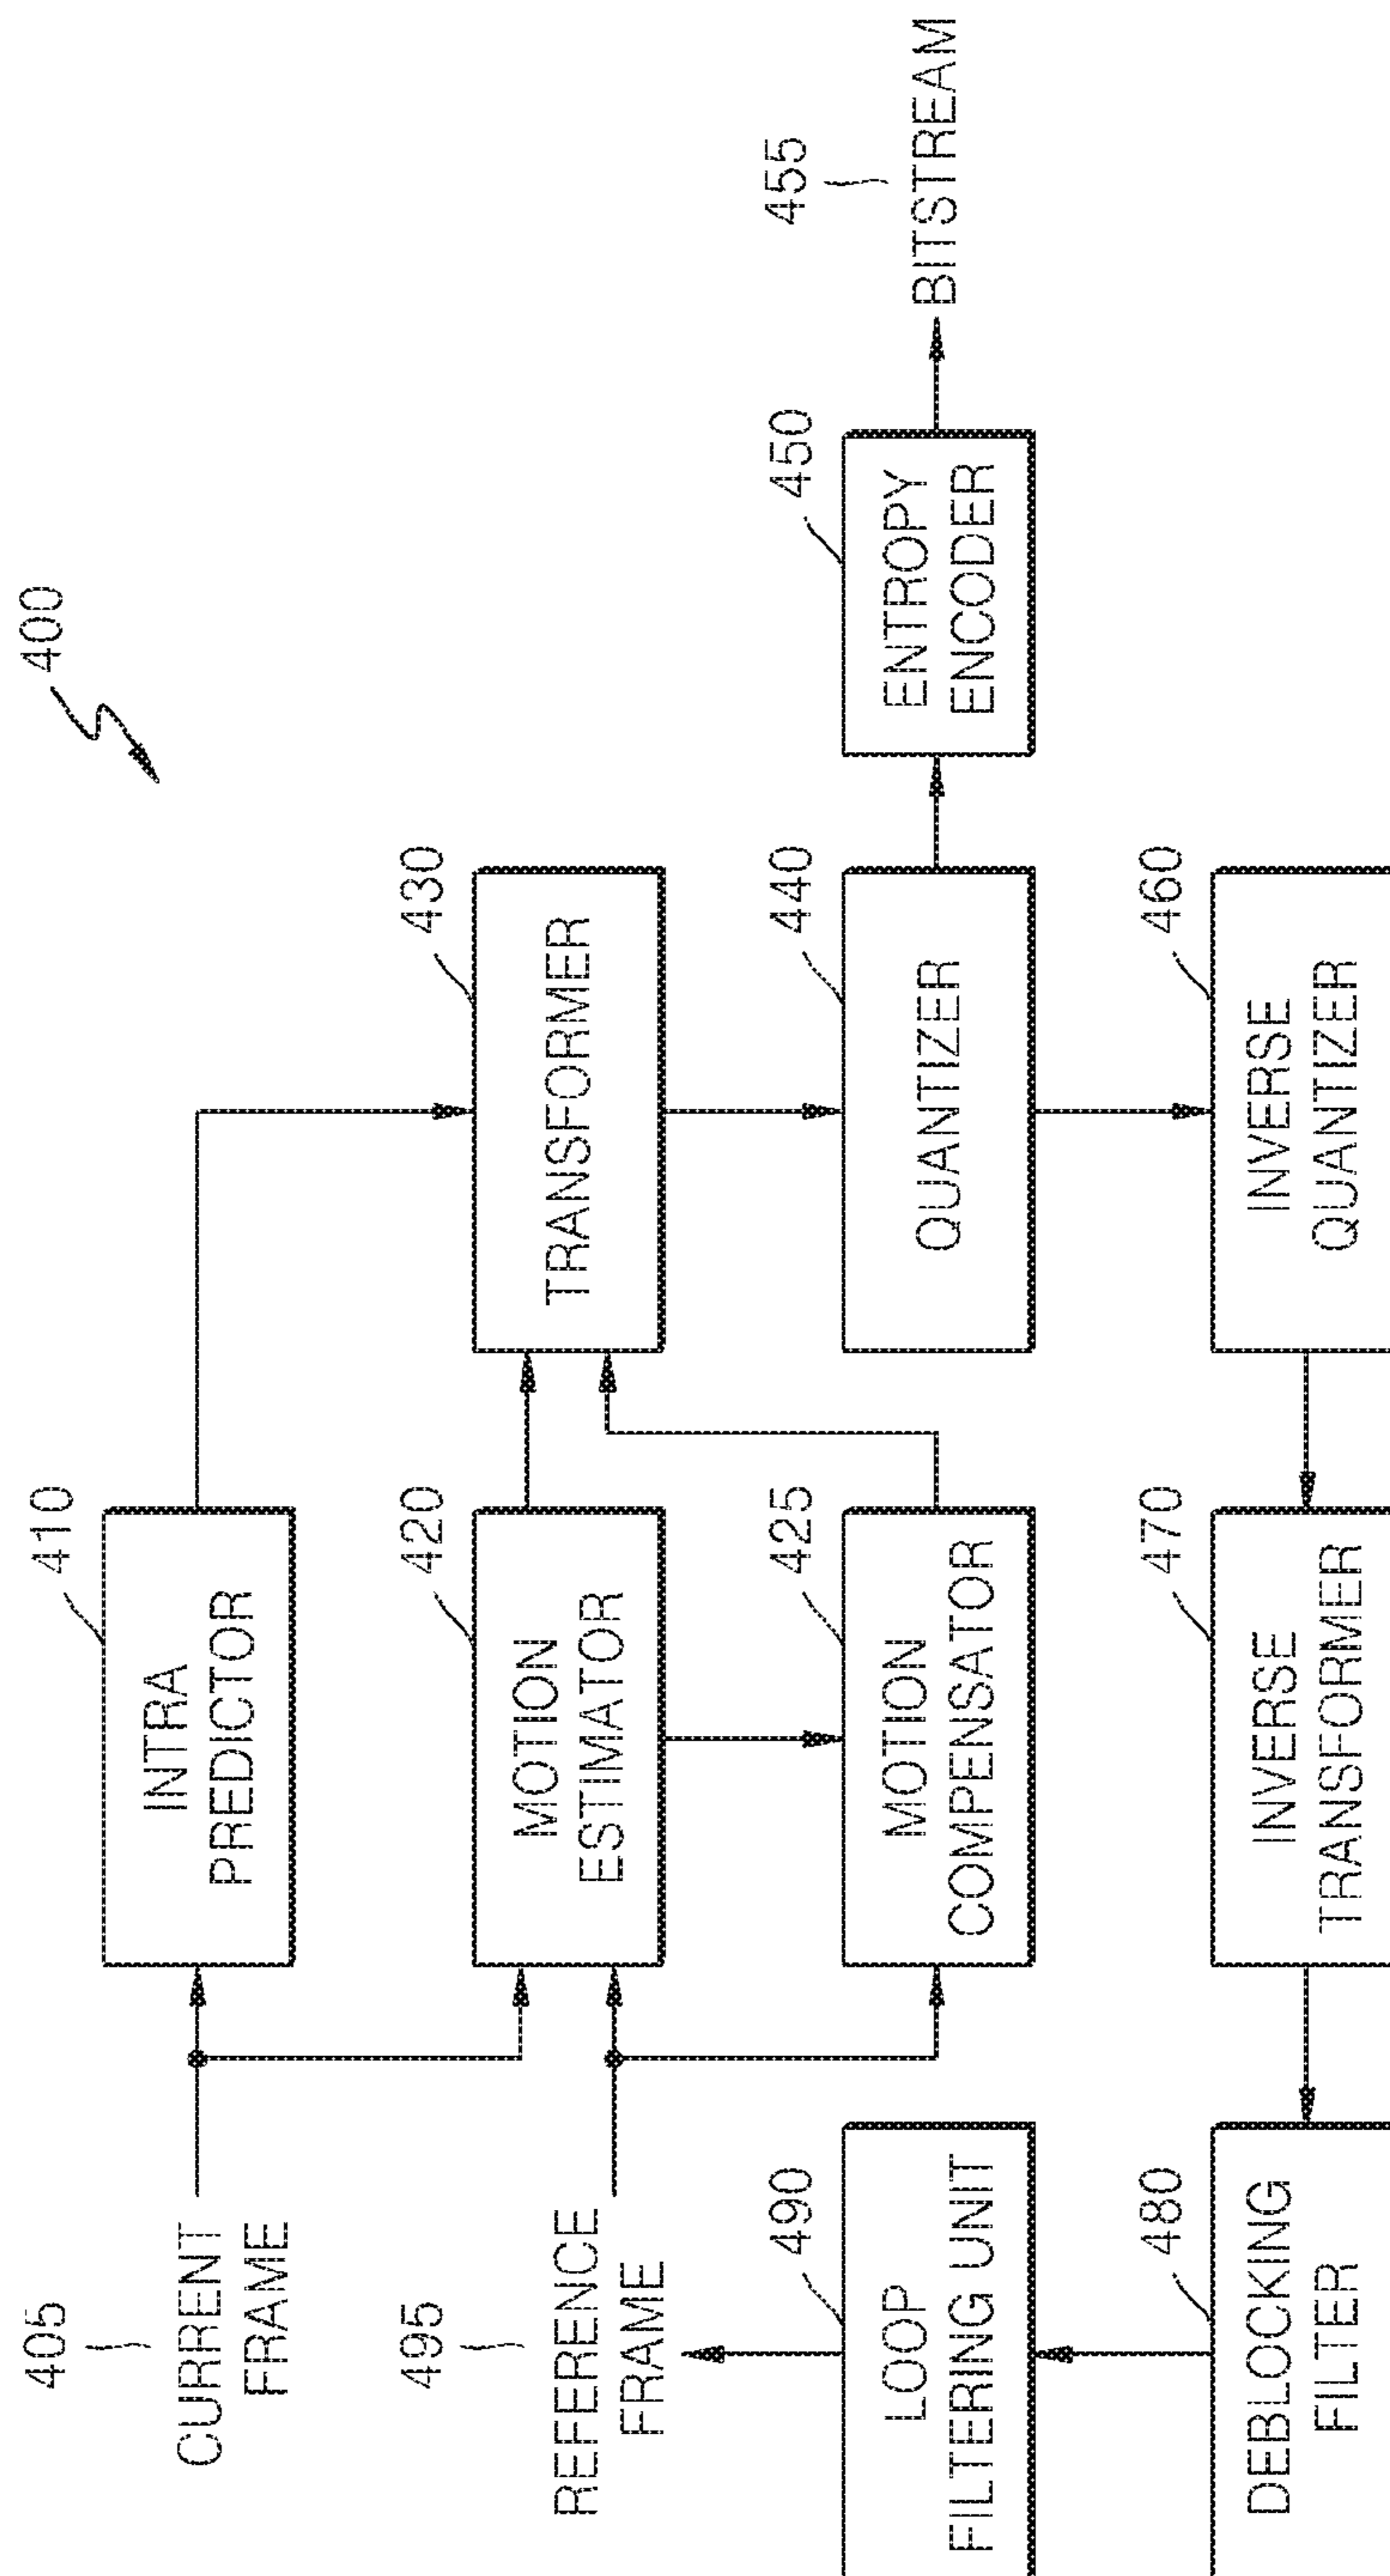 400
405
CURRENT
FRAME
410
INTRA
PREDICTOR
495
REFERENCE
FRAME
420
MOTION
ESTIMATOR
430
TRANSFORMER
490
LOOP
FILTERING UNIT
425
MOTION
COMPENSATOR
440
QUANTIZER
450
ENTROPY
ENCODER
455
BITSTREAM
480
DEBLOCKING
FILTER
470
INVERSE
TRANSFORMER
460
INVERSE
QUANTIZER